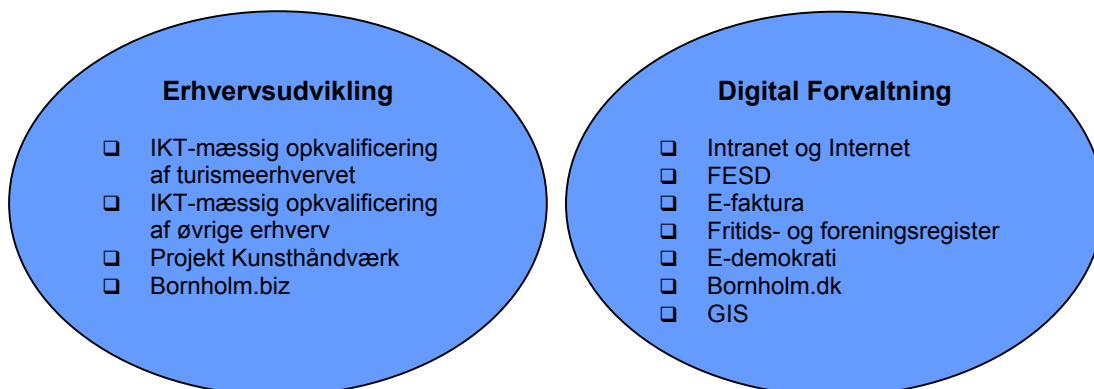 Erhvervsudvikling
❑ IKT-mæssig opkvalificering
af turismeerhvervet
❑ IKT-mæssig opkvalificering
af øvrige erhverv
❑ Projekt Kunsthåndværk
❑ Bornholm.biz
Digital Forvaltning
❑ Intranet og Internet
❑ FESD
❑ E-faktura
❑ Fritids- og foreningsregister
❑ E-demokrati
❑ Bornholm.dk
❑ GIS